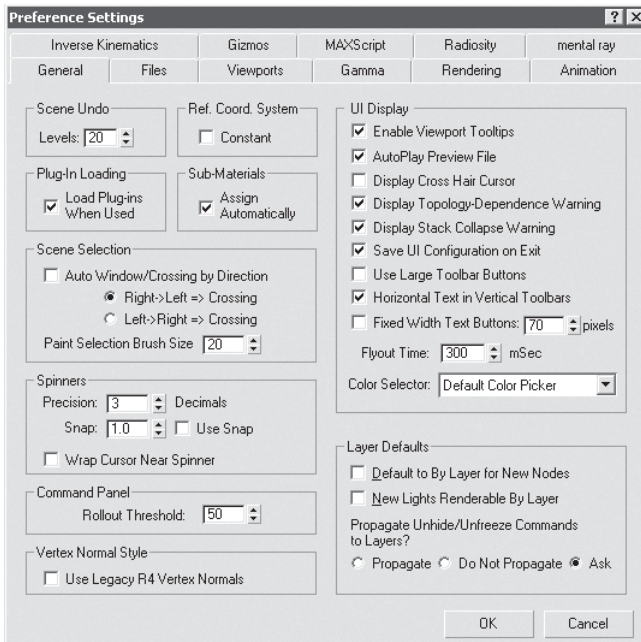 Preference Settings
Inverse Kinematics Gizmos MAXScript Radiosity mental ray
General Files Viewports Gamma Rendering Animation
Scene Undo
Levels: 20
Ref. Coord. System
Constant
Plug-In Loading
Load Plug-ins
When Used
Sub-Materials
Assign
Automatically
Scene Selection
Auto Window/Crossing by Direction
Right->Left => Crossing
Left->Right => Crossing
Paint Selection Brush Size 20
Spinners
Precision: 3 Decimals
Snap: 1.0 Use Snap
Wrap Cursor Near Spinner
Command Panel
Rollout Threshold: 50
Vertex Normal Style
Use Legacy R4 Vertex Normals
UI Display
Enable Viewport Tooltips
AutoPlay Preview File
Display Cross Hair Cursor
Display Topology-Dependence Warning
Display Stack Collapse Warning
Save UI Configuration on Exit
Use Large Toolbar Buttons
Horizontal Text in Vertical Toolbars
Fixed Width Text Buttons: 70 pixels
Flyout Time: 300 mSec
Color Selector: Default Color Picker
Layer Defaults
Default to By Layer for New Nodes
New Lights Renderable By Layer
Propagate Unhide/Unfreeze Commands
to Layers?
Propagate Do Not Propagate Ask
OK Cancel